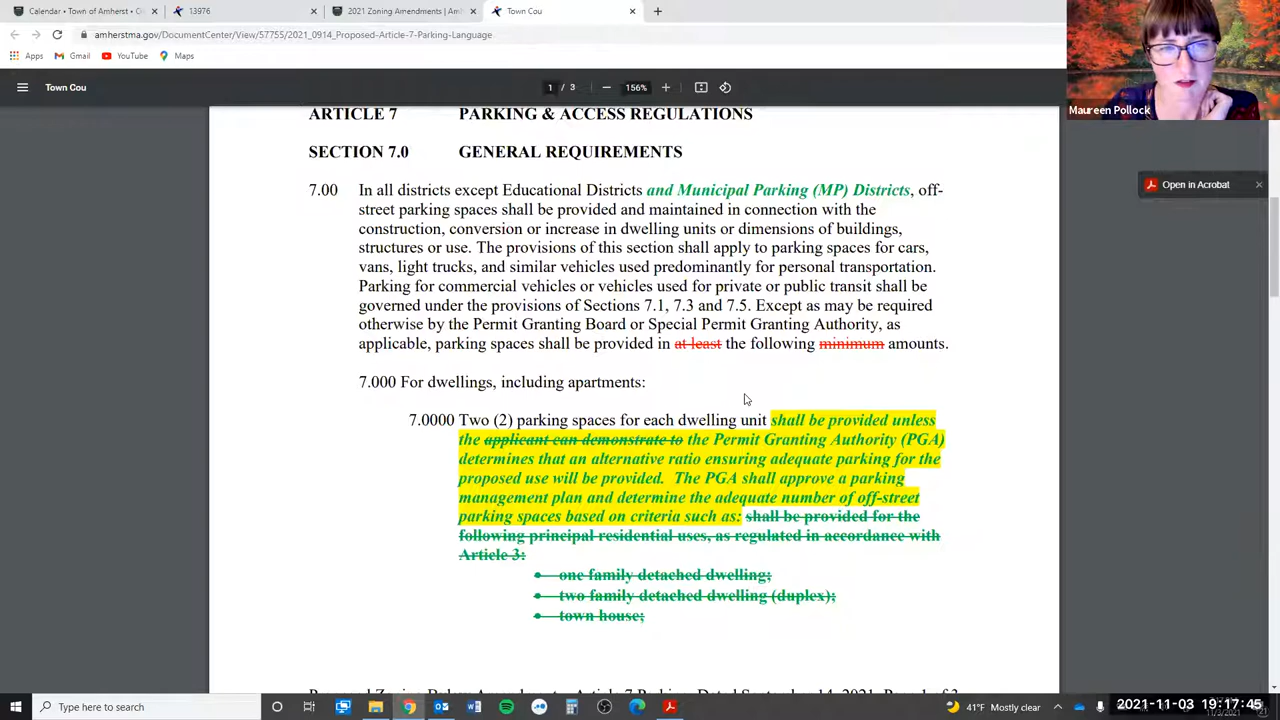 Calendar • Town of Amherst • C
13976
2021 Zoning Amendments | Amh
Town Cou
amherstma.gov/DocumentCenter/View/57755/2021_0914_Proposed-Article-7-Parking-Language
Apps
Gmail
YouTube
Maps
Town Cou
1 / 3
156%
Maureen Pollock
Open in Acrobat
ARTICLE 7 PARKING & ACCESS REGULATIONS
SECTION 7.0 GENERAL REQUIREMENTS
7.00 In all districts except Educational Districts and Municipal Parking (MP) Districts, off-
street parking spaces shall be provided and maintained in connection with the
construction, conversion or increase in dwelling units or dimensions of buildings,
structures or use. The provisions of this section shall apply to parking spaces for cars,
vans, light trucks, and similar vehicles used predominantly for personal transportation.
Parking for commercial vehicles or vehicles used for private or public transit shall be
governed under the provisions of Sections 7.1, 7.3 and 7.5. Except as may be required
otherwise by the Permit Granting Board or Special Permit Granting Authority, as
applicable, parking spaces shall be provided in at least the following minimum amounts.
7.000 For dwellings, including apartments:
7.0000 Two (2) parking spaces for each dwelling unit shall be provided unless
the applicant can demonstrate to the Permit Granting Authority (PGA)
determines that an alternative ratio ensuring adequate parking for the
proposed use will be provided. The PGA shall approve a parking
management plan and determine the adequate number of off-street
parking spaces based on criteria such as: shall be provided for the
following principal residential uses, as regulated in accordance with
Article 3:
• one family detached dwelling;
• two family detached dwelling (duplex);
• town house;
Type here to search
41°F Mostly clear
2021-11-03 19:17:45